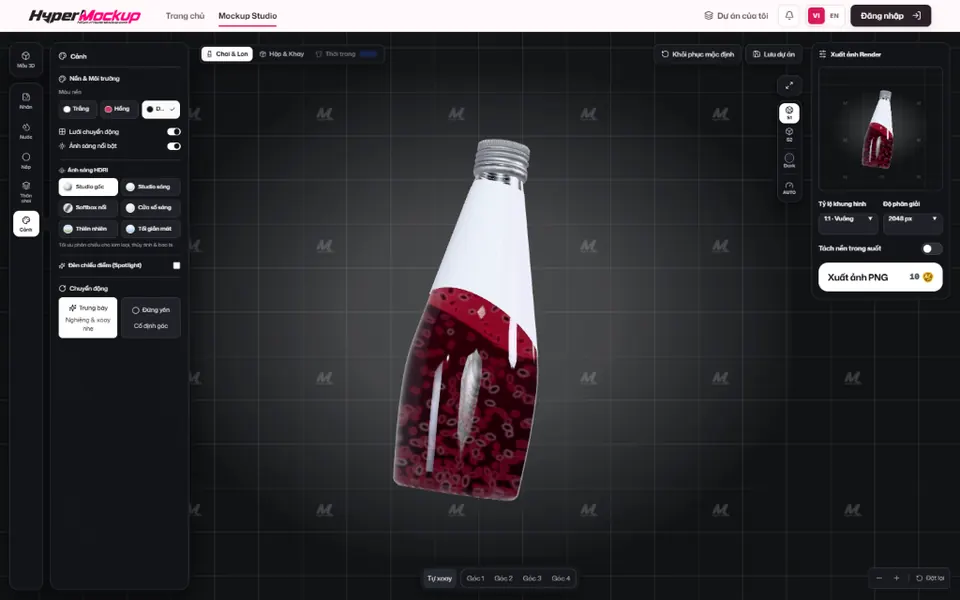 HyperMockup
Trang chủ
Mockup Studio
Dự án của tôi
VI
EN
Đăng nhập
Mẫu 3D
Nhãn
Nước
Nắp
Thân chai
Cảnh
Cảnh
Nền & Môi trường
Màu nền
Trắng
Hồng
Đ...
Lưới chuyển động
Ánh sáng nổi bật
Ánh sáng HDRI
Studio gốc
Studio sáng
Softbox nổi
Cửa sổ sáng
Thiên nhiên
Tối giản mát
Đèn chiếu điểm (Spotlight)
Chuyển động
Trưng bày
Nghiêng & xoay
nhẹ
Đứng yên
Cố định góc
Chai & Lon
Hộp & Khay
Thời trang
Khôi phục mặc định
Lưu dự án
S1
S2
Dark
AUTO
Tự xoay
Góc 1
Góc 2
Góc 3
Góc 4
Xuất ảnh Render
Tỷ lệ khung hình
Độ phân giải
1:1 · Vuông
2048 px
Tách nền trong suốt
Xuất ảnh PNG
10
Đặt lại